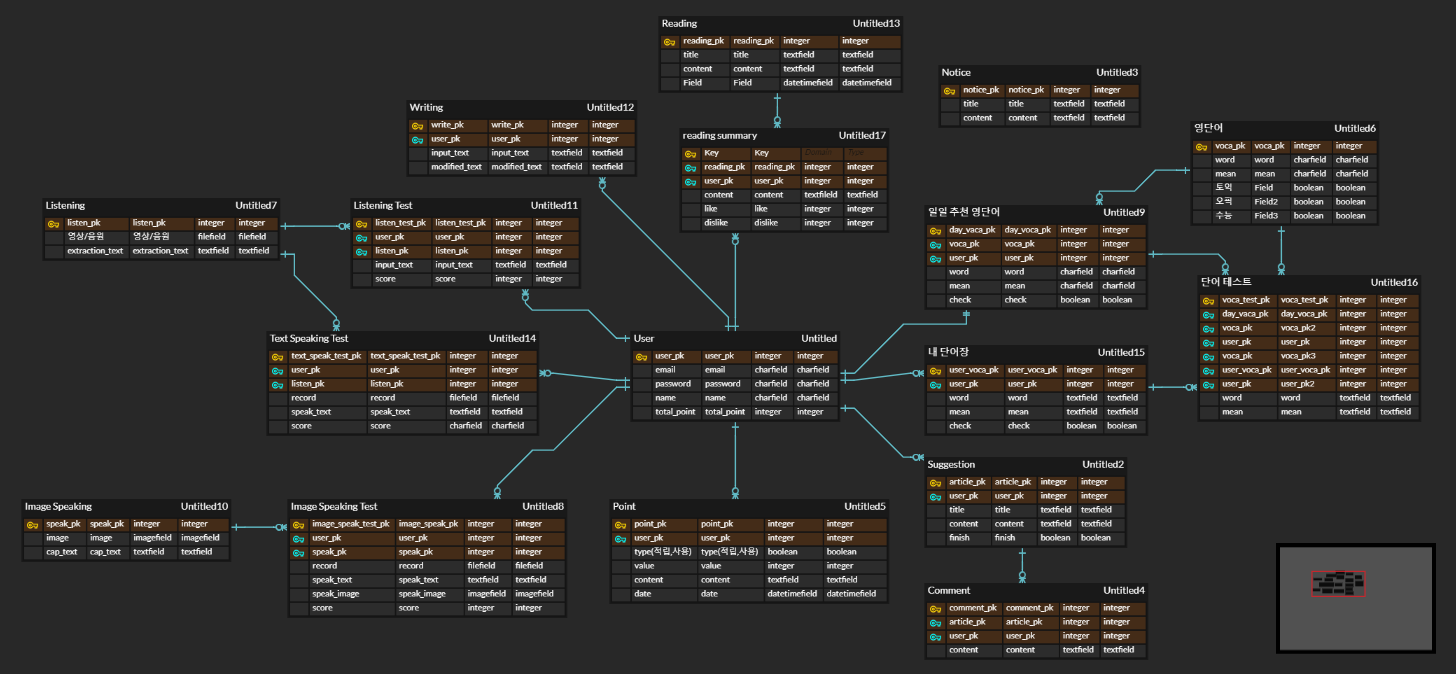 Reading Untitled13
reading_pk reading_pk integer integer
title title textfield textfield
content content textfield textfield
Field Field datetimefield datetimefield
Notice Untitled3
notice_pk notice_pk integer integer
title title textfield textfield
content content textfield textfield
Writing Untitled12
write_pk write_pk integer integer
user_pk user_pk integer integer
input_text input_text textfield textfield
modified_text modified_text textfield textfield
reading summary Untitled17
Key Key Domain Type
reading_pk reading_pk integer integer
user_pk user_pk integer integer
content content textfield textfield
like like integer integer
dislike dislike integer integer
영단어 Untitled6
voca_pk voca_pk integer integer
word word charfield charfield
mean mean charfield charfield
토익 Field boolean boolean
오픽 Field2 boolean boolean
수능 Field3 boolean boolean
Listening Untitled7
listen_pk listen_pk integer integer
영상/음원 영상/음원 filefield filefield
extraction_text extraction_text textfield textfield
Listening Test Untitled11
listen_test_pk listen_test_pk integer integer
user_pk user_pk integer integer
listen_pk listen_pk integer integer
input_text input_text textfield textfield
score score integer integer
일일 추천 영단어 Untitled9
day_vaca_pk day_vaca_pk integer integer
voca_pk voca_pk integer integer
user_pk user_pk integer integer
word word charfield charfield
mean mean charfield charfield
check check boolean boolean
단어 테스트 Untitled16
voca_test_pk voca_test_pk integer integer
day_vaca_pk day_vaca_pk integer integer
voca_pk voca_pk2 integer integer
user_pk user_pk integer integer
voca_pk voca_pk3 integer integer
user_voca_pk user_voca_pk integer integer
user_pk user_pk2 integer integer
word word textfield textfield
mean mean textfield textfield
Text Speaking Test Untitled14
text_speak_test_pk text_speak_test_pk integer integer
user_pk user_pk integer integer
listen_pk listen_pk integer integer
record record filefield filefield
speak_text speak_text textfield textfield
score score charfield charfield
User Untitled
user_pk user_pk integer integer
email email charfield charfield
password password charfield charfield
name name charfield charfield
total_point total_point integer integer
내 단어장 Untitled15
user_voca_pk user_voca_pk integer integer
user_pk user_pk integer integer
word word textfield textfield
mean mean textfield textfield
check check boolean boolean
Suggestion Untitled2
article_pk article_pk integer integer
user_pk user_pk integer integer
title title textfield textfield
content content textfield textfield
finish finish boolean boolean
Image Speaking Untitled10
speak_pk speak_pk integer integer
image image imagefield imagefield
cap_text cap_text textfield textfield
Image Speaking Test Untitled8
image_speak_test_pk image_speak_pk integer integer
user_pk user_pk integer integer
speak_pk speak_pk integer integer
record record filefield filefield
speak_text speak_text textfield textfield
speak_image speak_image imagefield imagefield
score score integer integer
Point Untitled5
point_pk point_pk integer integer
user_pk user_pk integer integer
type(적립,사용) type(적립,사용) boolean boolean
value value integer integer
content content textfield textfield
date date datetimefield datetimefield
Comment Untitled4
comment_pk comment_pk integer integer
article_pk article_pk integer integer
user_pk user_pk integer integer
content content textfield textfield